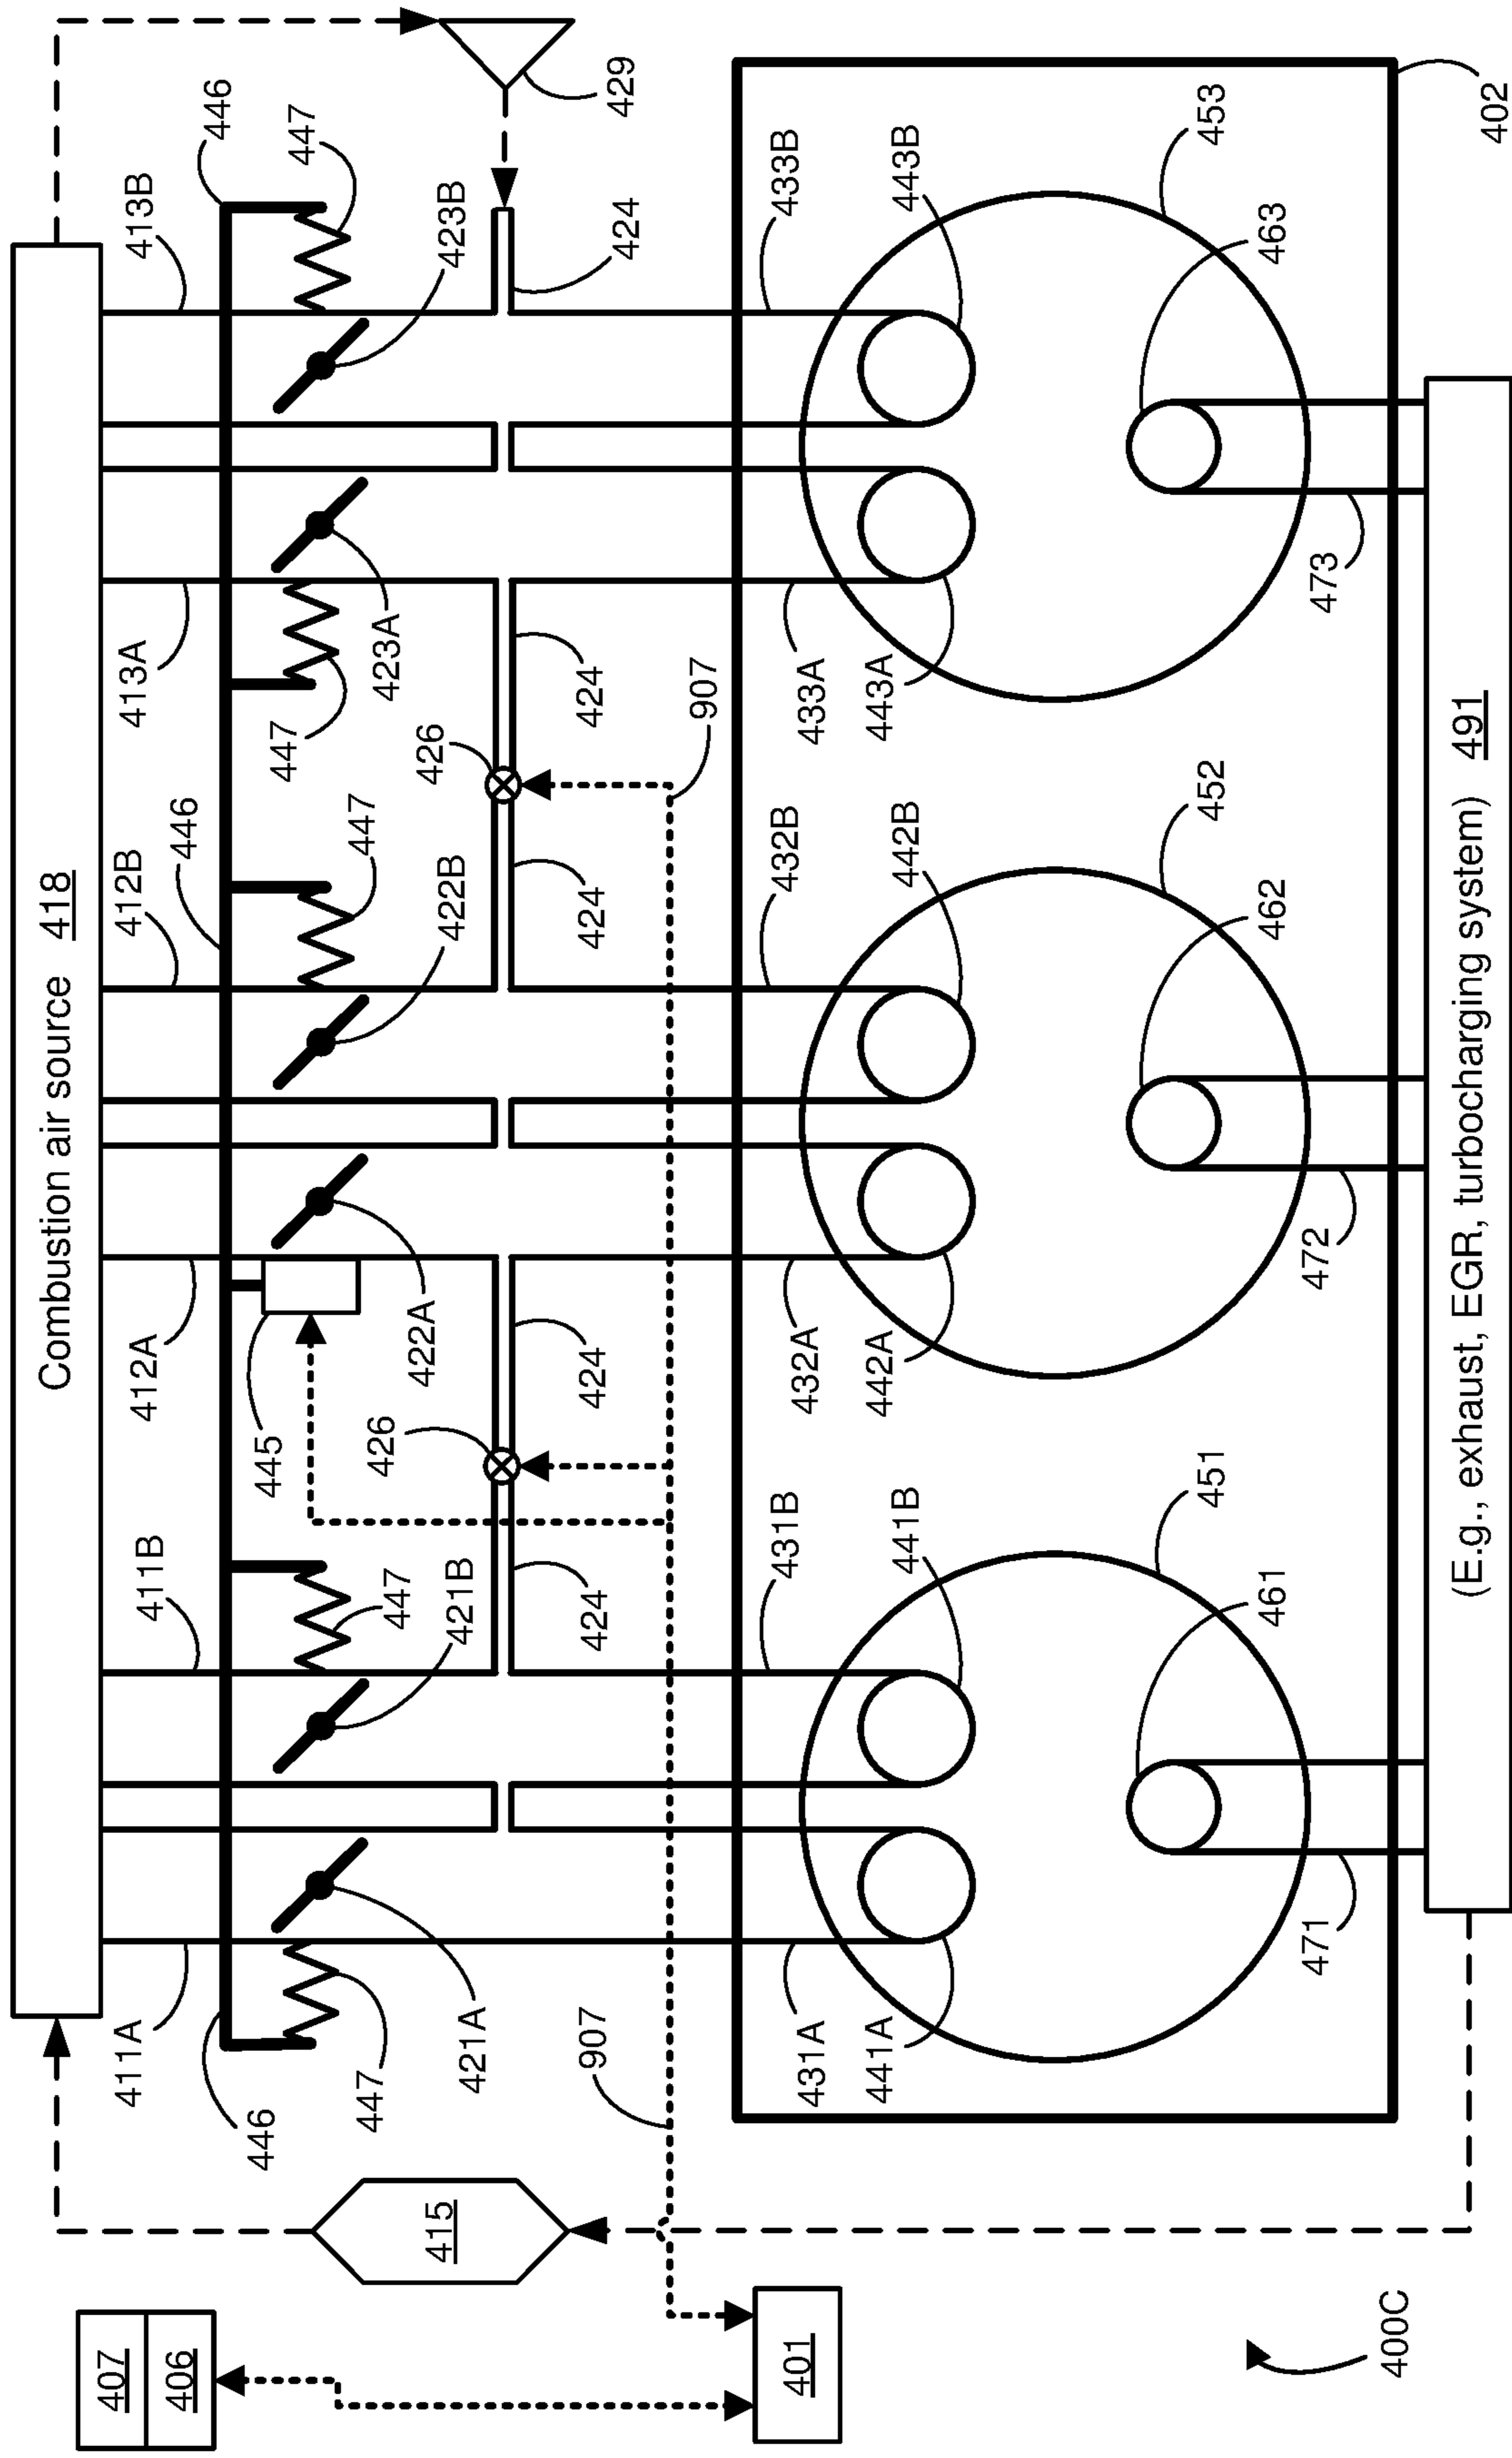 Combustion air source 418
407
406
411A
411B
412A
412B
413A
413B
446
446
446
447
447
447
447
447
445
415
421A
421B
422A
422B
423A
423B
426
426
424
424
424
424
424
429
907
907
431A
431B
432A
432B
433A
433B
441A
441B
442A
442B
443A
443B
401
451
452
453
461
462
463
471
472
473
400C
(E.g., exhaust, EGR, turbocharging system) 491
402